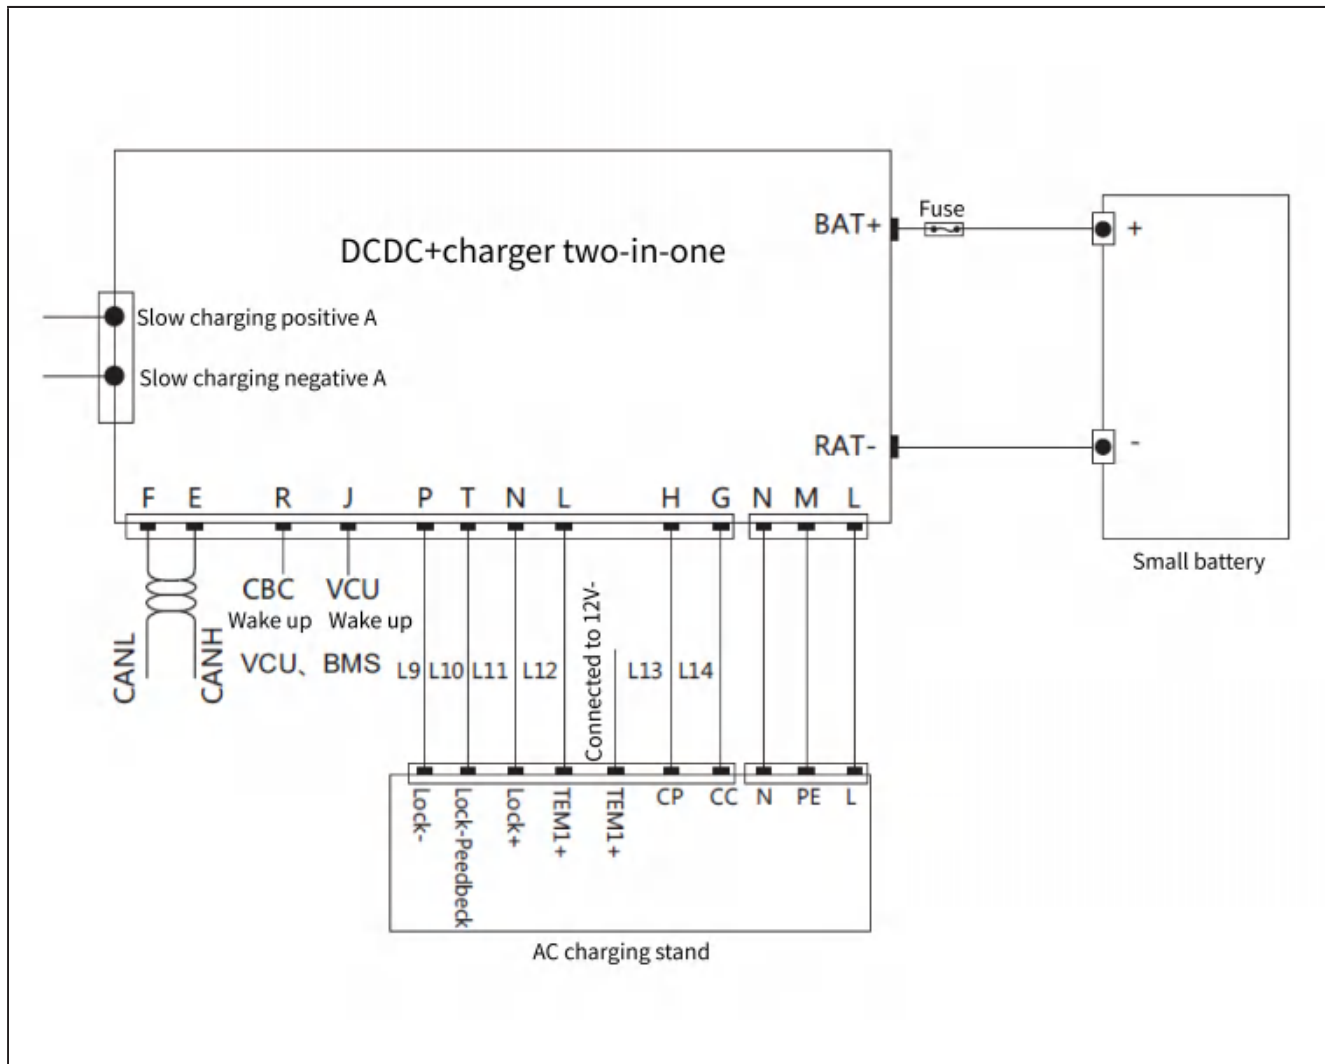 Fuse
BAT+
+
DCDC+charger two-in-one
Slow charging positive A
Slow charging negative A
RAT-
-
F E R J P T N L H G N M L
Small battery
CBC
Wake up
VCU
Wake up
VCU、BMS
CANL
CANH
L9
L10
L11
L12
Connected to 12V-
L13
L14
Lock-
Lock-Peedbeck
Lock+
TEM1+
TEM1+
CP
CC
N
PE
L
AC charging stand